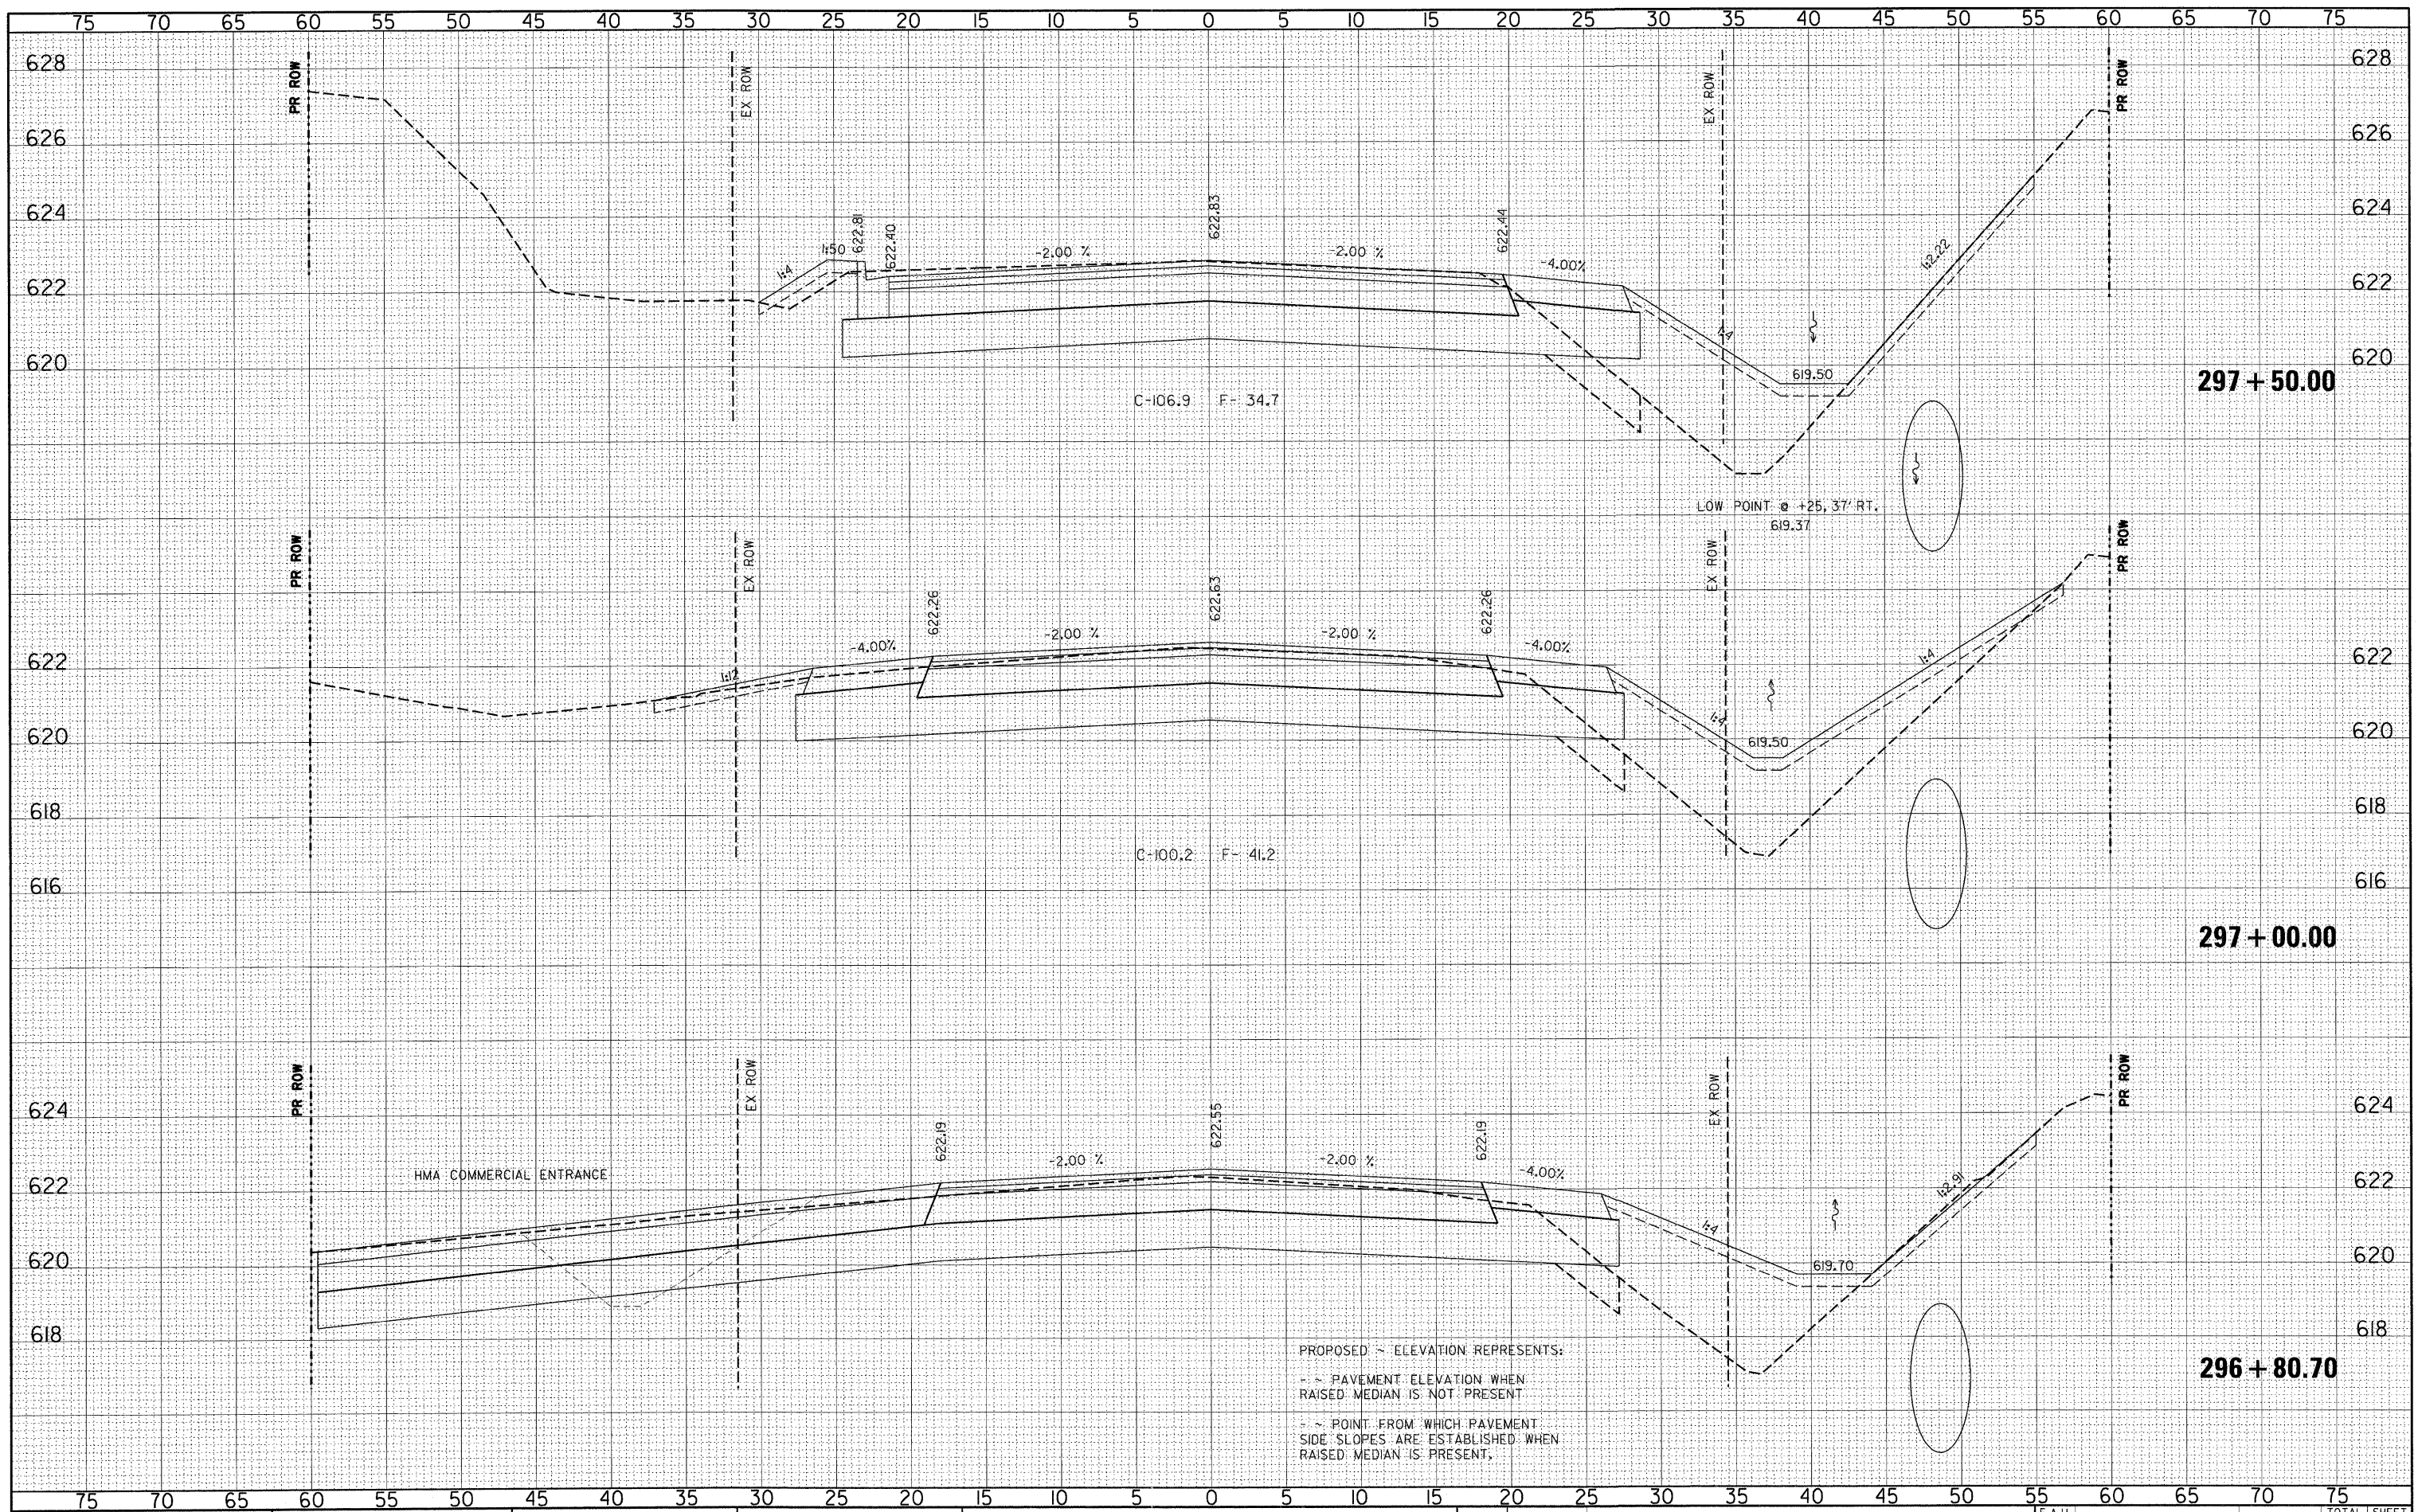 75 70 65 60 55 50 45 40 35 30 25 20 15 10 5 0 5 10 15 20 25 30 35 40 45 50 55 60 65 70 75
628 628
626 626
624 624
622 622
620 620
PR ROW
EX ROW
EX ROW
PR ROW
1:4
1:50
622.81
622.40
-2.00 %
622.83
-2.00 %
622.44
-4.00%
1:4
619.50
1:2.22
297 + 50.00
C-106.9 F- 34.7
LOW POINT @ +25, 37' RT.
619.37
PR ROW
EX ROW
EX ROW
PR ROW
622 622
620 620
618 618
616 616
1:12
-4.00%
622.26
-2.00 %
622.63
-2.00 %
622.26
-4.00%
1:4
619.50
1:4
C-100.2 F- 41.2
297 + 00.00
PR ROW
EX ROW
EX ROW
PR ROW
624 624
622 622
620 620
618 618
HMA COMMERCIAL ENTRANCE
622.19
-2.00 %
622.55
-2.00 %
622.19
-4.00%
1:4
619.70
1:2.91
296 + 80.70
PROPOSED ~ ELEVATION REPRESENTS:
- ~ PAVEMENT ELEVATION WHEN
RAISED MEDIAN IS NOT PRESENT
- ~ POINT FROM WHICH PAVEMENT
SIDE SLOPES ARE ESTABLISHED WHEN
RAISED MEDIAN IS PRESENT.
75 70 65 60 55 50 45 40 35 30 25 20 15 10 5 0 5 10 15 20 25 30 35 40 45 50 55 60 65 70 75
TOTAL SHEET